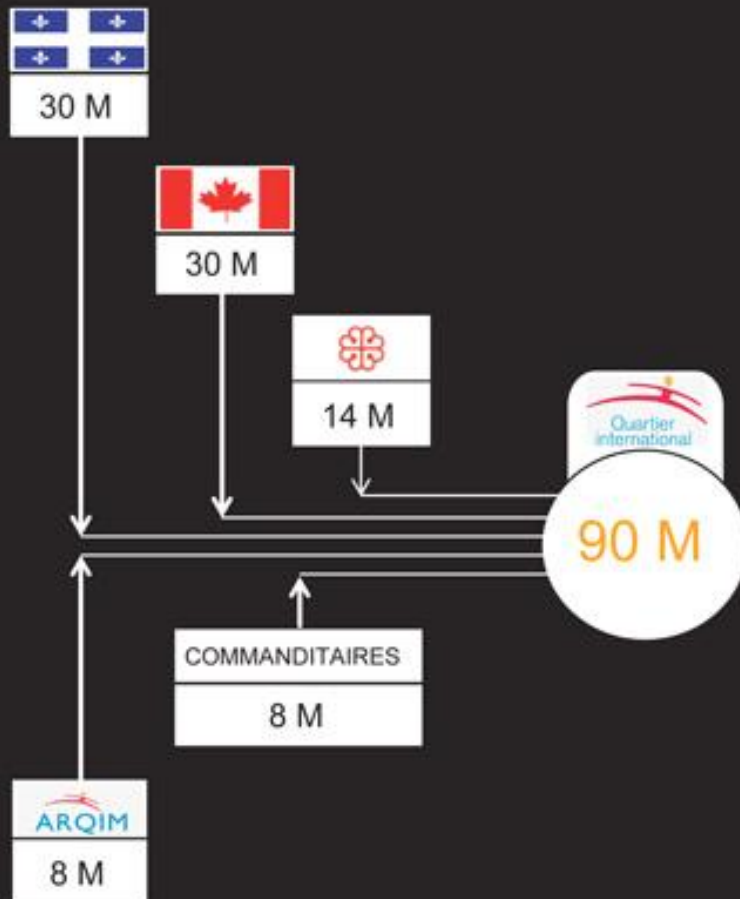 30 M
30 M
14 M
Quartier
international
90 M
COMMANDITAIRES
8 M
ARQIM
8 M